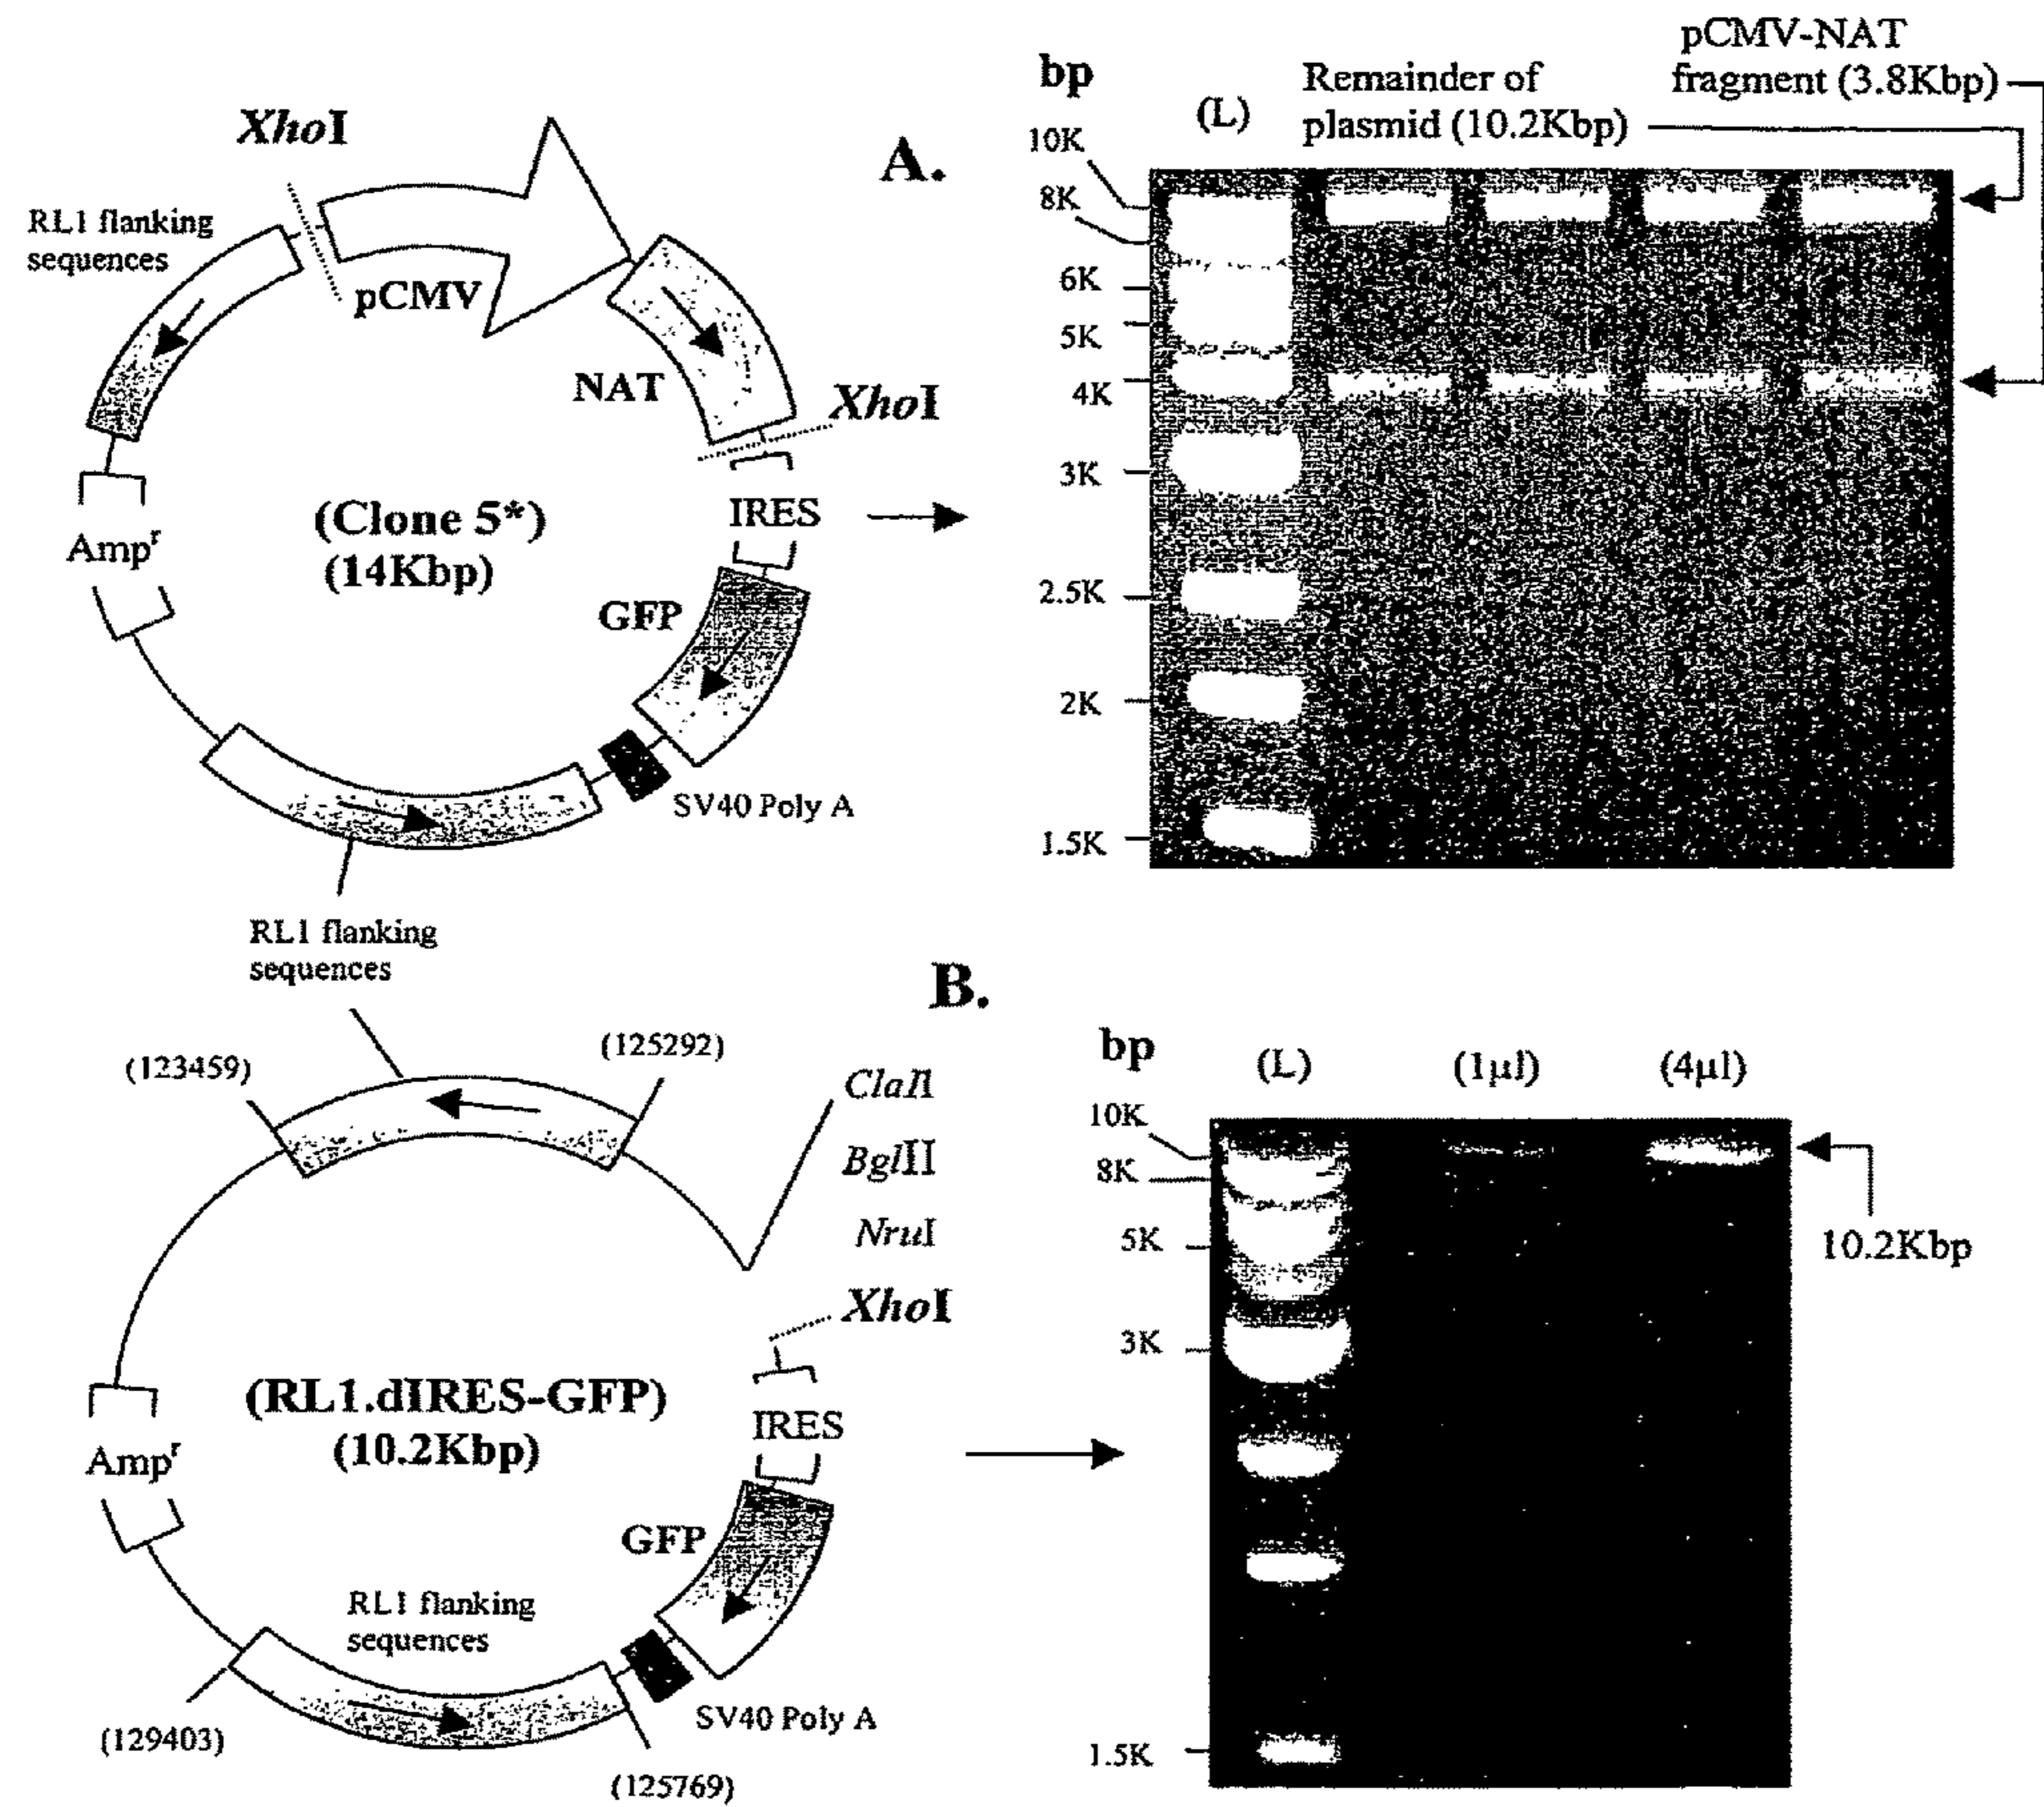 A.
XhoI
RL1 flanking
sequences
pCMV
NAT
XhoI
IRES
(Clone 5*)
(14Kbp)
Ampʳ
GFP
SV40 Poly A
RL1 flanking
sequences
bp
(L)
Remainder of
plasmid (10.2Kbp)
pCMV-NAT
fragment (3.8Kbp)
10K
8K
6K
5K
4K
3K
2.5K
2K
1.5K
B.
(123459)
(125292)
ClaI
BglII
NruI
XhoI
(RL1.dIRES-GFP)
(10.2Kbp)
IRES
Ampʳ
GFP
RL1 flanking
sequences
SV40 Poly A
(129403)
(125769)
bp
(L)
(1µl)
(4µl)
10K
8K
5K
3K
1.5K
10.2Kbp